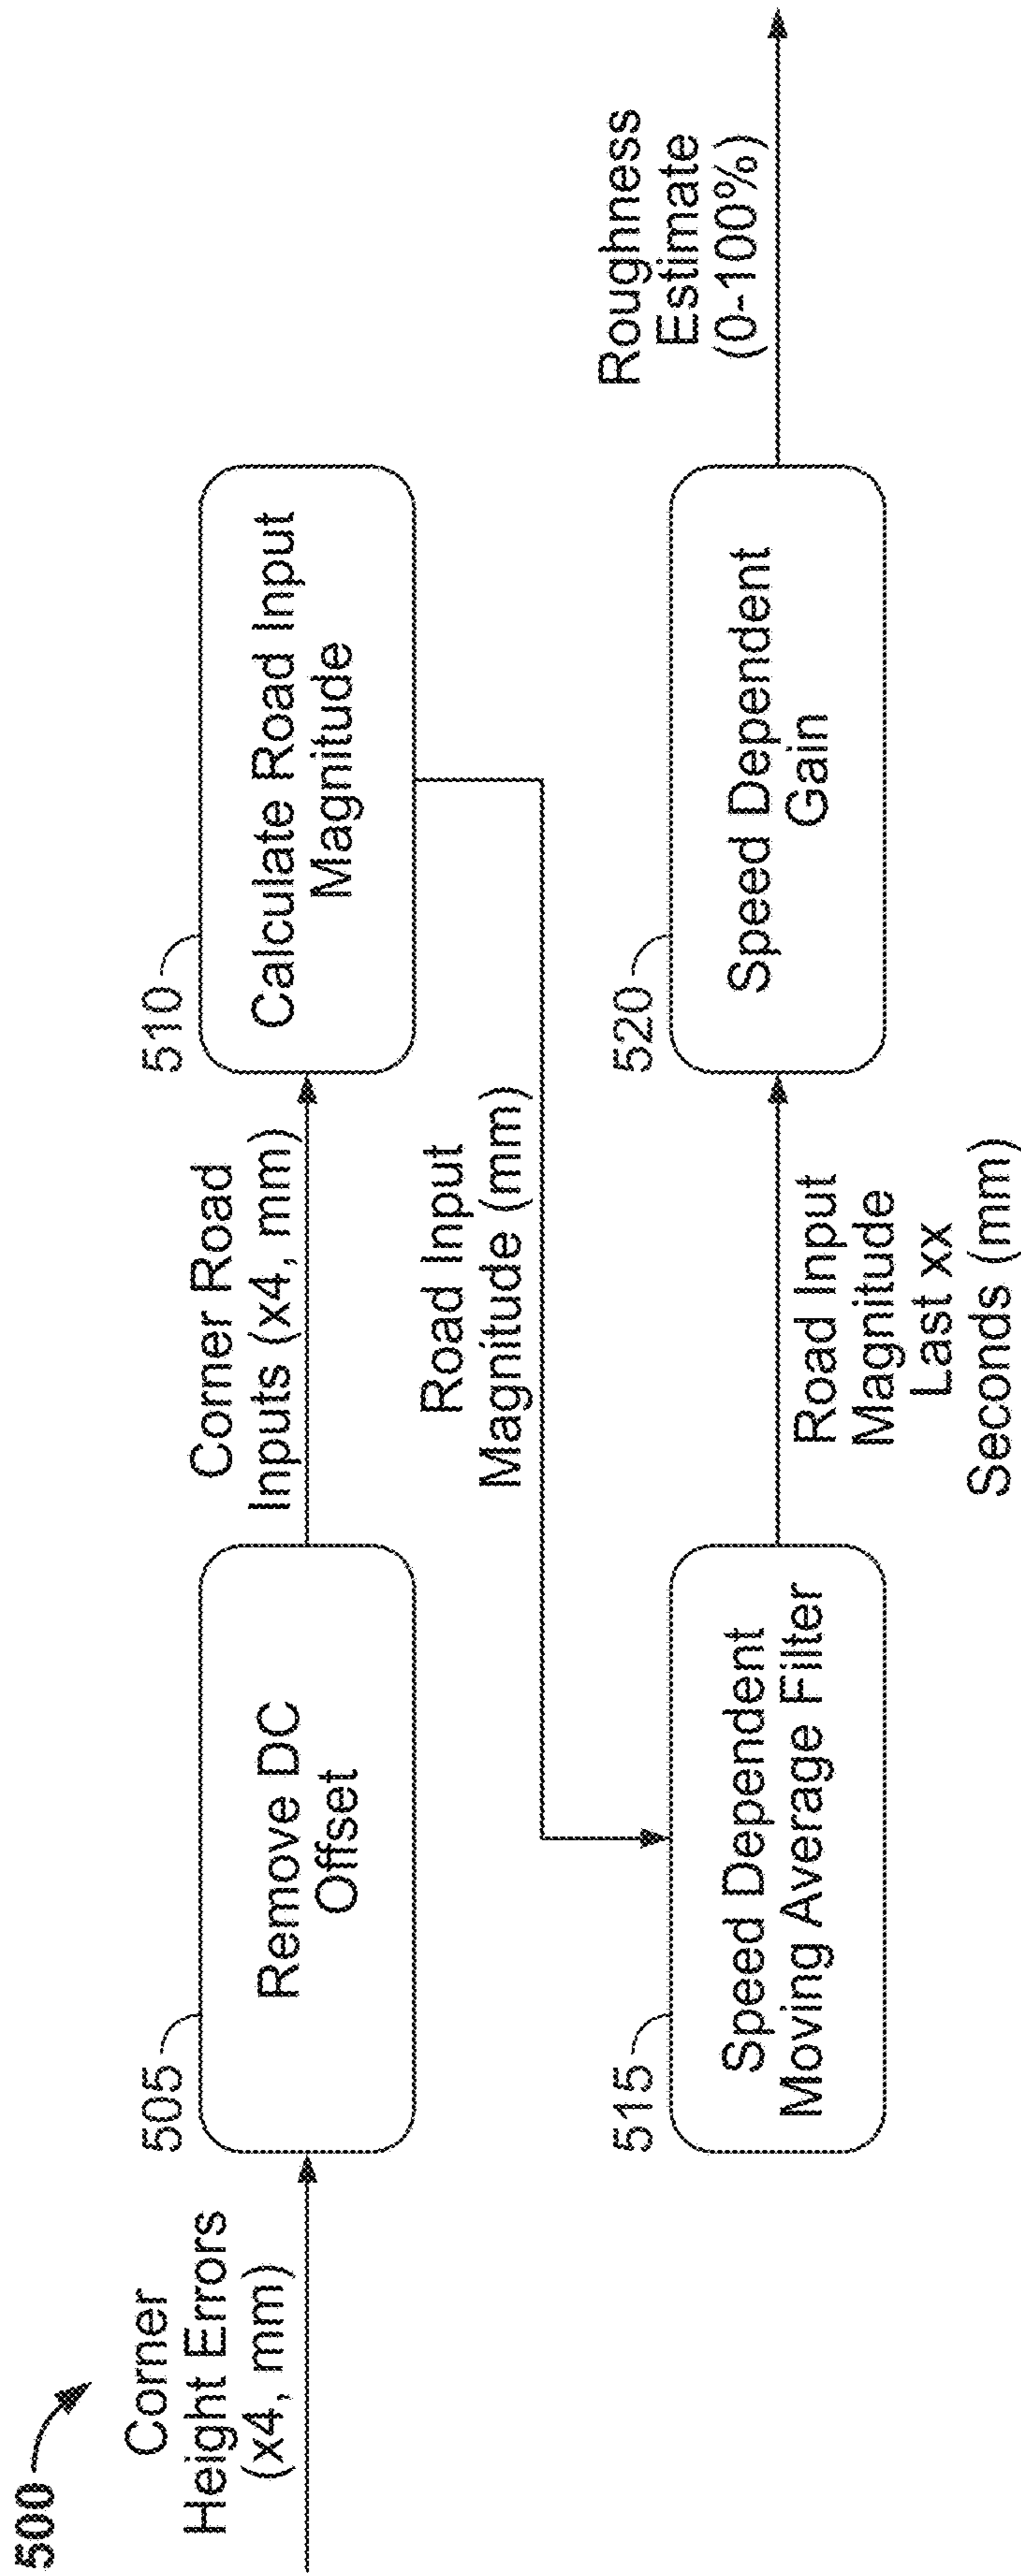 500
Corner
Height Errors
(x4, mm)
505
Remove DC
Offset
Corner Road
Inputs (x4, mm)
510
Calculate Road Input
Magnitude
Road Input
Magnitude (mm)
515
Speed Dependent
Moving Average Filter
Road Input
Magnitude
Last xx
Seconds (mm)
520
Speed Dependent
Gain
Roughness
Estimate
(0-100%)